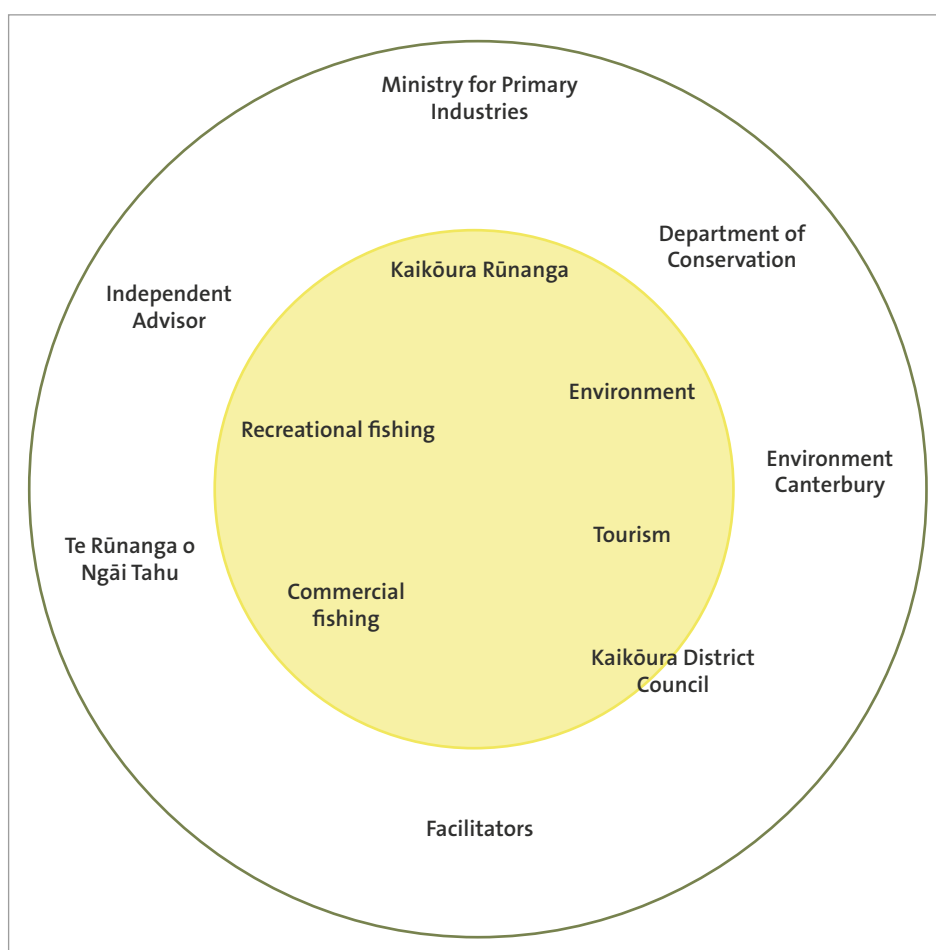 Ministry for Primary
Industries
Department of
Conservation
Kaikōura Rūnanga
Independent
Advisor
Environment
Recreational fishing
Environment
Canterbury
Tourism
Te Rūnanga o
Ngāi Tahu
Commercial
fishing
Kaikōura District
Council
Facilitators